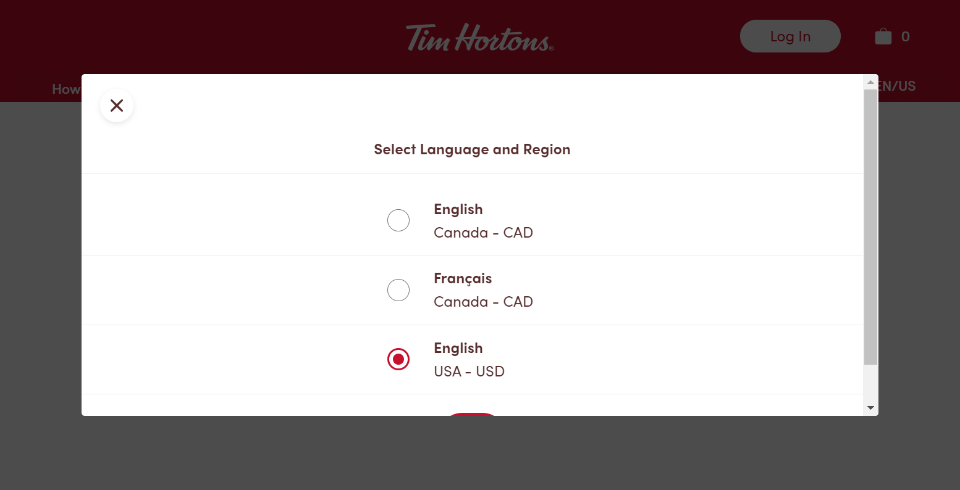 Tim Hortons
Log In
0
How
EN/US
Select Language and Region
English
Canada - CAD
Français
Canada - CAD
English
USA - USD